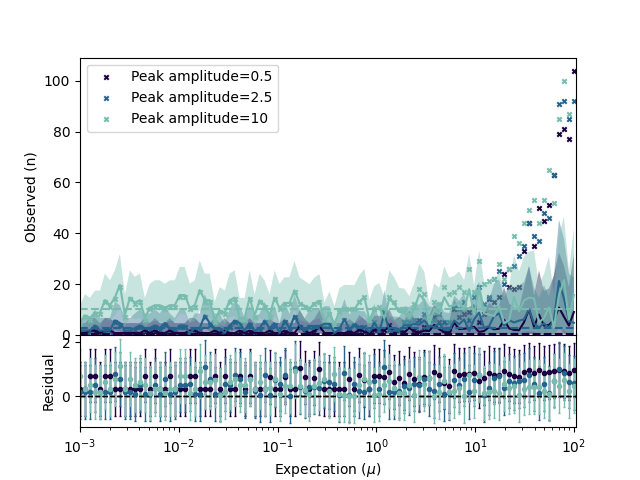 Peak amplitude=0.5
Peak amplitude=2.5
Peak amplitude=10
Observed (n)
100
80
60
40
20
0
Residual
2
0
10⁻³ 10⁻² 10⁻¹ 10⁰ 10¹ 10²
Expectation (μ)